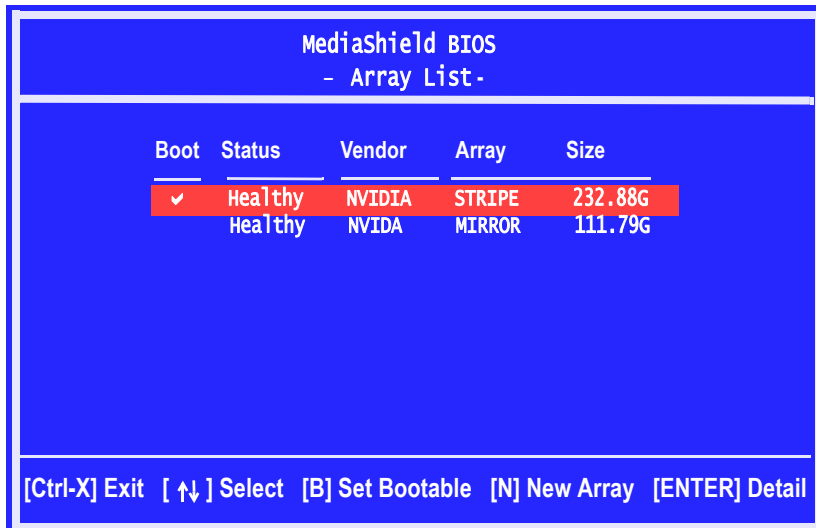 MediaShield BIOS
- Array List-
Boot Status Vendor Array Size
✔ Healthy NVIDIA STRIPE 232.88G
Healthy NVIDA MIRROR 111.79G
[Ctrl-X] Exit [ ↑↓ ] Select [B] Set Bootable [N] New Array [ENTER] Detail